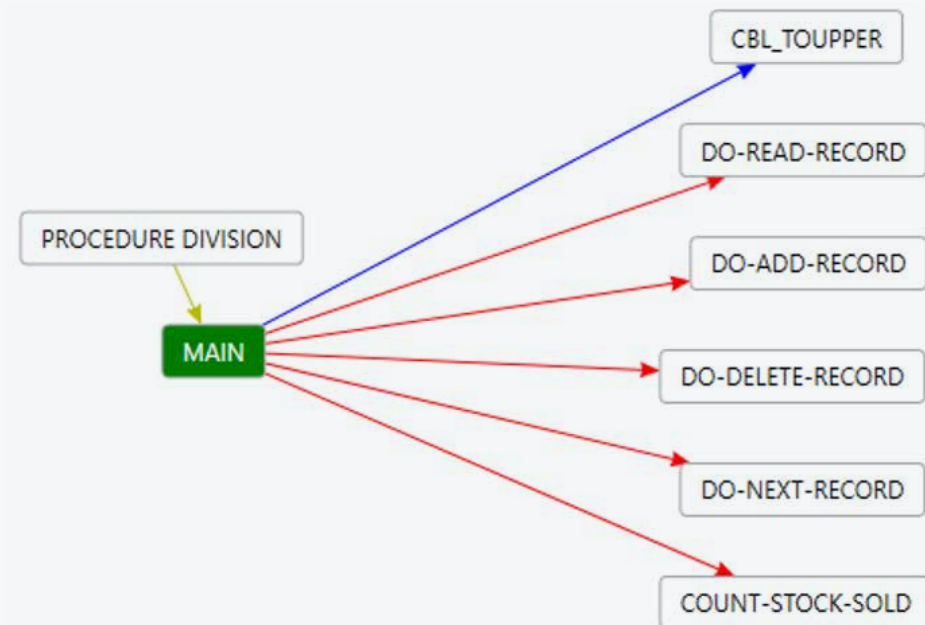 CBL_TOUPPER
DO-READ-RECORD
PROCEDURE DIVISION
DO-ADD-RECORD
MAIN
DO-DELETE-RECORD
DO-NEXT-RECORD
COUNT-STOCK-SOLD